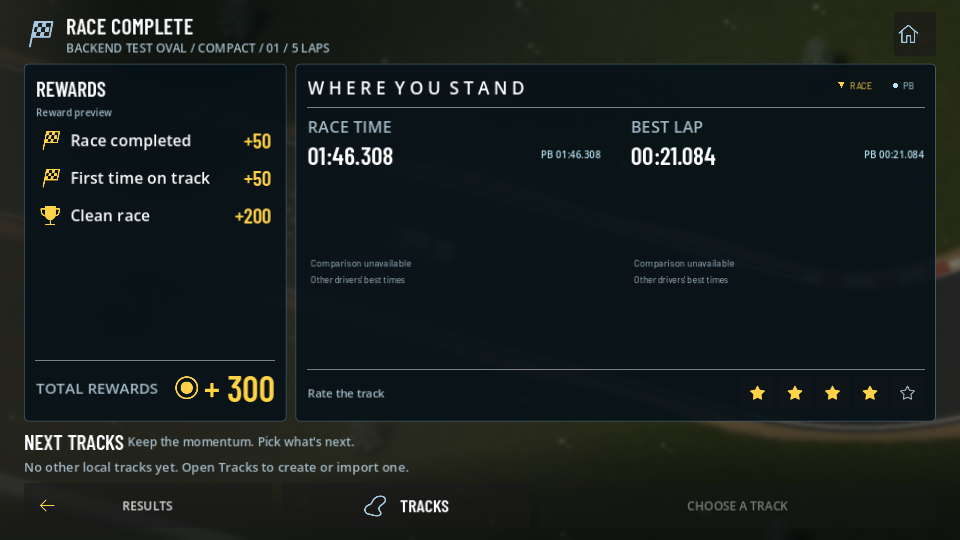 RACE COMPLETE
BACKEND TEST OVAL / COMPACT / 01 / 5 LAPS
REWARDS
Reward preview
Race completed +50
First time on track +50
Clean race +200
TOTAL REWARDS + 300
WHERE YOU STAND
RACE PB
RACE TIME
01:46.308 PB 01:46.308
Comparison unavailable
Other drivers' best times
BEST LAP
00:21.084 PB 00:21.084
Comparison unavailable
Other drivers' best times
Rate the track
NEXT TRACKS Keep the momentum. Pick what's next.
No other local tracks yet. Open Tracks to create or import one.
RESULTS
TRACKS
CHOOSE A TRACK